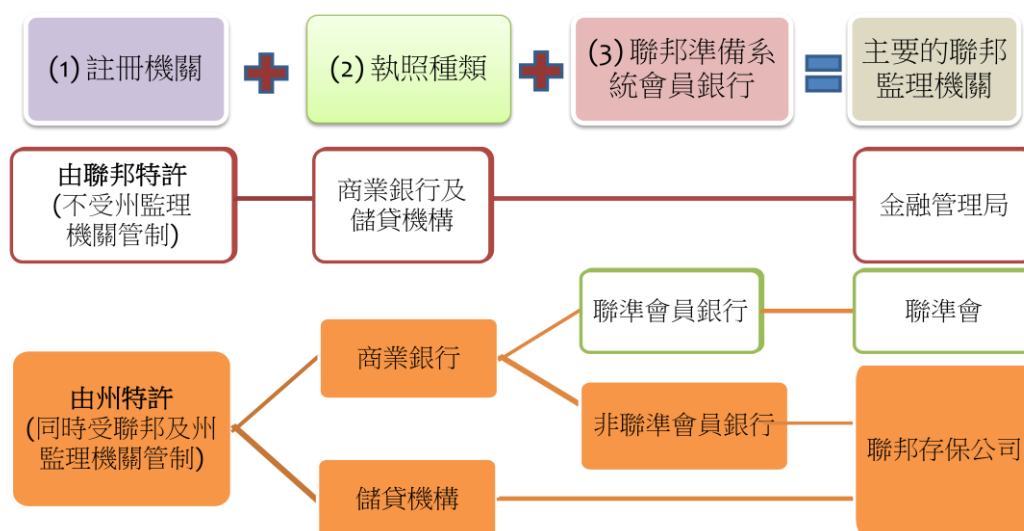 (1) 註冊機關
(2) 執照種類
(3) 聯邦準備系
統會員銀行
主要的聯邦
監理機關
由聯邦特許
(不受州監理
機關管制)
商業銀行及
儲貸機構
金融管理局
聯準會員銀行
聯準會
商業銀行
由州特許
(同時受聯邦及州
監理機關管制)
非聯準會員銀行
聯邦存保公司
儲貸機構